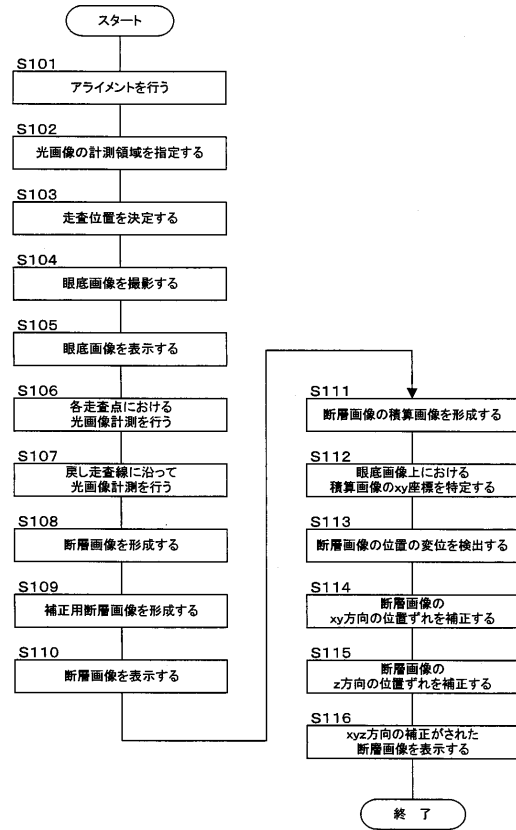 スタート
S101
アライメントを行う
S102
光画像の計測領域を指定する
S103
走査位置を決定する
S104
眼底画像を撮影する
S105
眼底画像を表示する
S106
各走査点における
光画像計測を行う
S107
戻し走査線に沿って
光画像計測を行う
S108
断層画像を形成する
S109
補正用断層画像を形成する
S110
断層画像を表示する
S111
断層画像の積算画像を形成する
S112
眼底画像上における
積算画像のxy座標を特定する
S113
断層画像の位置の変位を検出する
S114
断層画像の
xy方向の位置ずれを補正する
S115
断層画像の
z方向の位置ずれを補正する
S116
xyz方向の補正がされた
断層画像を表示する
終 了